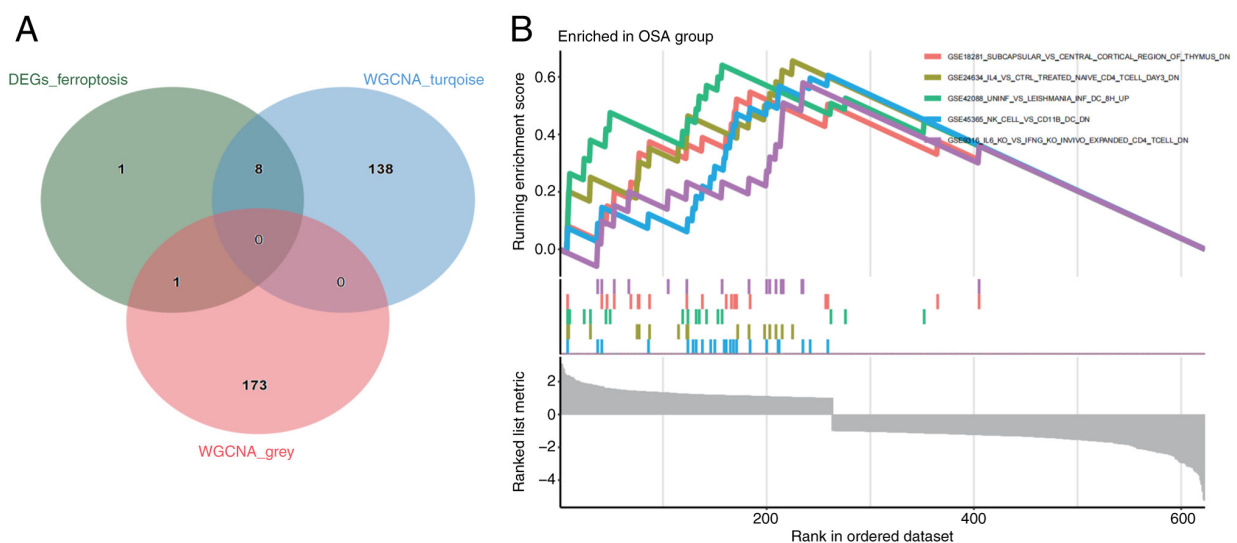 A
B
Enriched in OSA group
DEGs_ferroptosis
WGCNA_turqoise
1
8
138
0
1
0
173
WGCNA_grey
Running enrichment score
0.6
0.4
0.2
0.0
GSE18281_SUBCAPSULAR_VS_CENTRAL_CORTICAL_REGION_OF_THYMUS_DN
GSE24634_IL4_VS_CTRL_TREATED_NAIVE_CD4_TCELL_DAY3_DN
GSE42088_UNINF_VS_LEISHMANIA_INF_DC_8H_UP
GSE45365_NK_CELL_VS_CD11B_DC_DN
Ranked list metric
2
0
−2
−4
200
400
600
Rank in ordered dataset